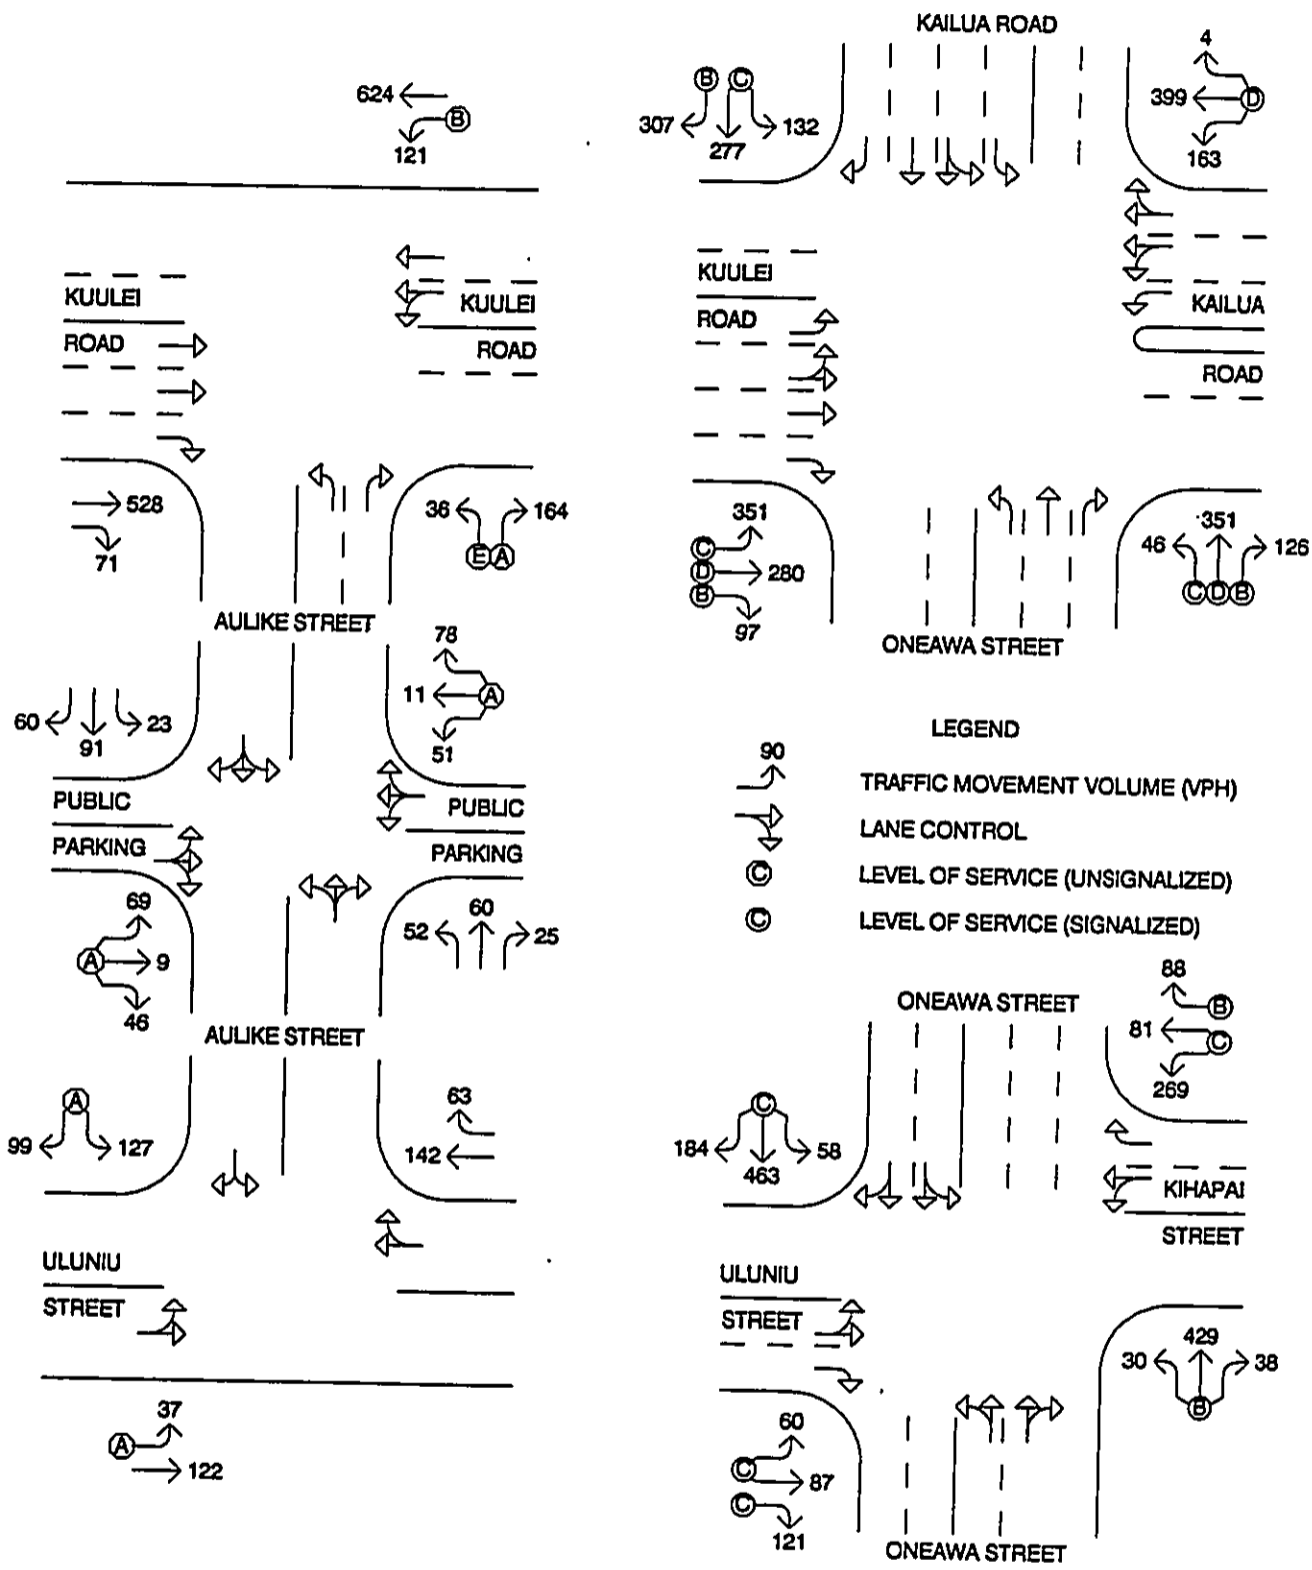 KAILUA ROAD
624
B
121
B C
307
277
132
4
399
D
163
KUULEI
ROAD
KUULEI
ROAD
KUULEI
ROAD
KAILUA
ROAD
528
71
36
164
E A
AULIKE STREET
351
C
D
280
B
97
351
46
126
C D B
ONEAWA STREET
60
91
23
78
11
A
51
PUBLIC
PARKING
PUBLIC
PARKING
LEGEND
90
TRAFFIC MOVEMENT VOLUME (VPH)
LANE CONTROL
C
LEVEL OF SERVICE (UNSIGNALIZED)
C
LEVEL OF SERVICE (SIGNALIZED)
69
A
9
46
60
52
25
AULIKE STREET
ONEAWA STREET
88
B
81
C
269
A
99
127
63
142
C
184
463
58
KIHAPAI
STREET
ULUNIU
STREET
ULUNIU
STREET
37
A
122
429
30
38
B
60
C
87
C
121
ONEAWA STREET